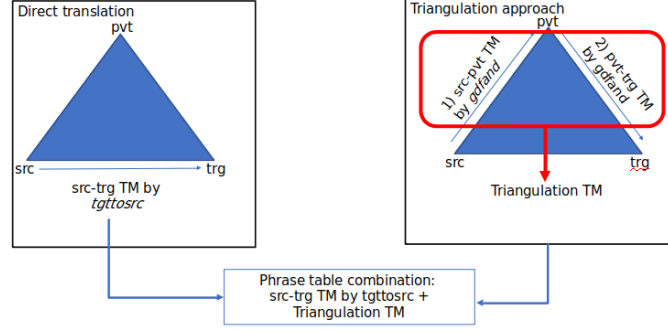 Direct translation
pvt
src
trg
src-trg TM by
tgttosrc
Triangulation approach
pvt
1) src-pvt TM
by gdfand
2) pvt-trg TM
by gdfand
src
trg
Triangulation TM
Phrase table combination:
src-trg TM by tgttosrc +
Triangulation TM